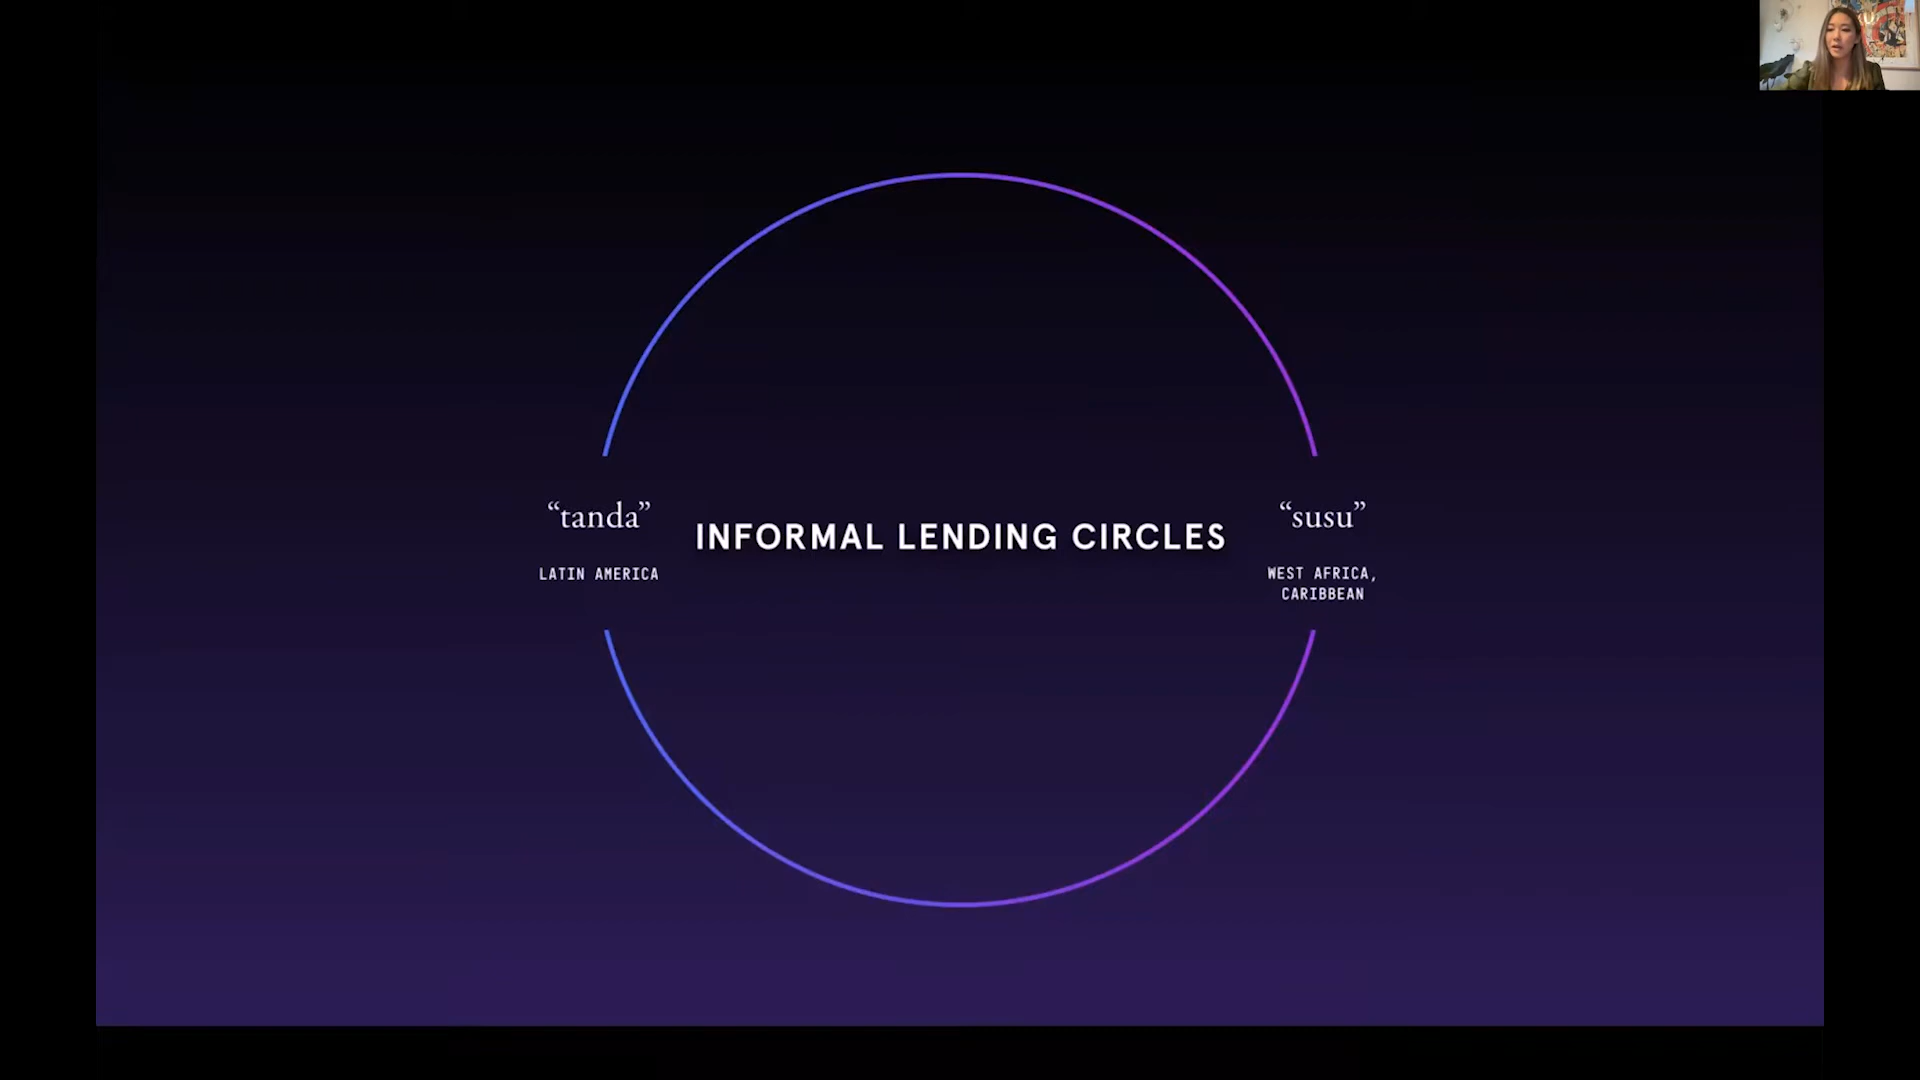 “tanda”
LATIN AMERICA
INFORMAL LENDING CIRCLES
“susu”
WEST AFRICA,
CARIBBEAN